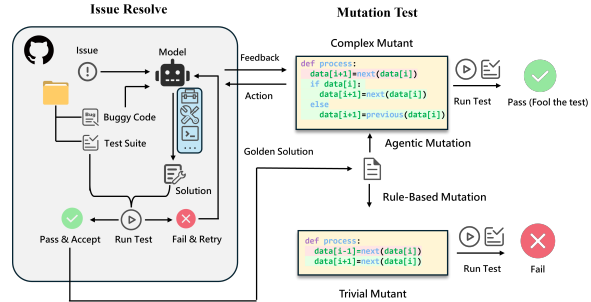 Issue Resolve
Mutation Test
Issue
Model
Bug
Buggy Code
Test Suite
...
Solution
Pass & Accept
Run Test
Fail & Retry
Feedback
Action
Golden Solution
Complex Mutant
def process:
data[i+1]=next(data[i])
if data[i]:
data[i+1]=next(data[i])
else
data[i+1]=previous(data[i])
Run Test
Pass (Fool the test)
Agentic Mutation
Rule-Based Mutation
def process:
data[i-1]=next(data[i])
data[i+1]=next(data[i])
Trivial Mutant
Run Test
Fail